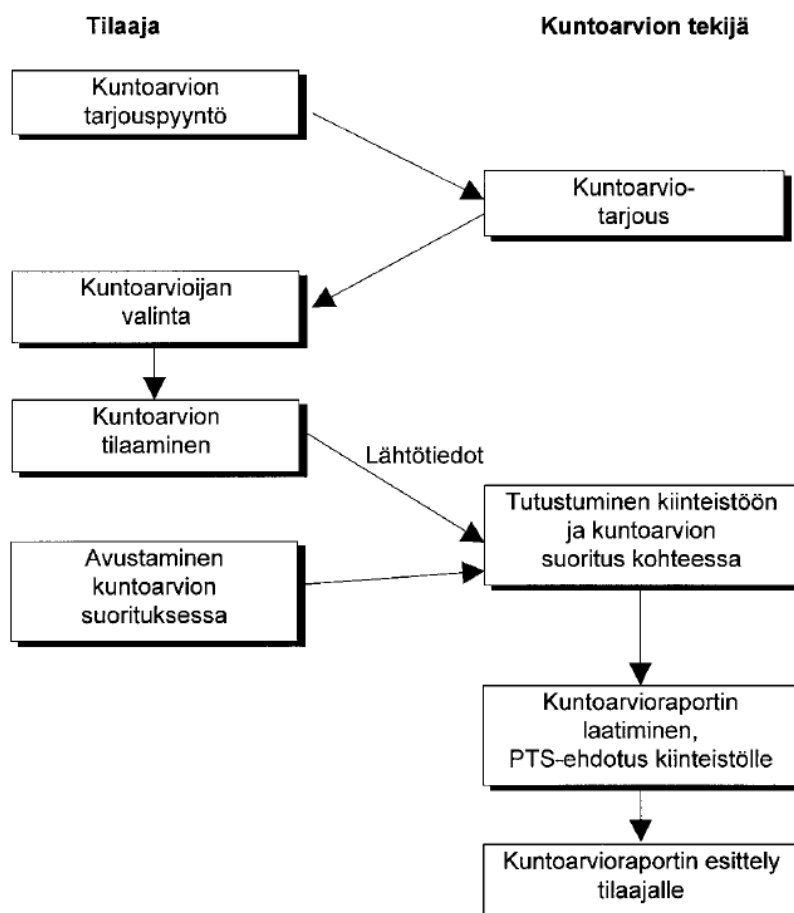 Tilaaja
Kuntoarvion tekijä
Kuntoarvion
tarjouspyyntö
Kuntoarvio-
tarjous
Kuntoarvioijan
valinta
Kuntoarvion
tilaaminen
Lähtötiedot
Tutustuminen kiinteistöön
ja kuntoarvion
suoritus kohteessa
Avustaminen
kuntoarvion
suorituksessa
Kuntoarvioraportin
laatiminen,
PTS-ehdotus kiinteistölle
Kuntoarvioraportin esittely
tilaajalle